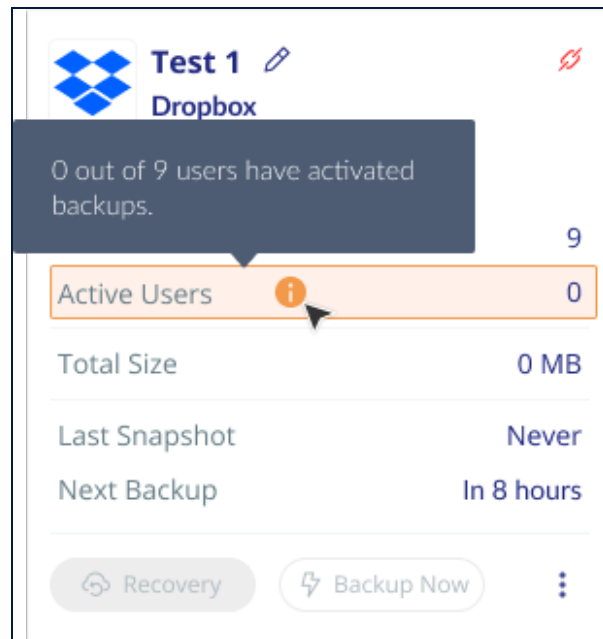 Test 1
Dropbox
0 out of 9 users have activated
backups.
9
Active Users 0
Total Size 0 MB
Last Snapshot Never
Next Backup In 8 hours
Recovery Backup Now